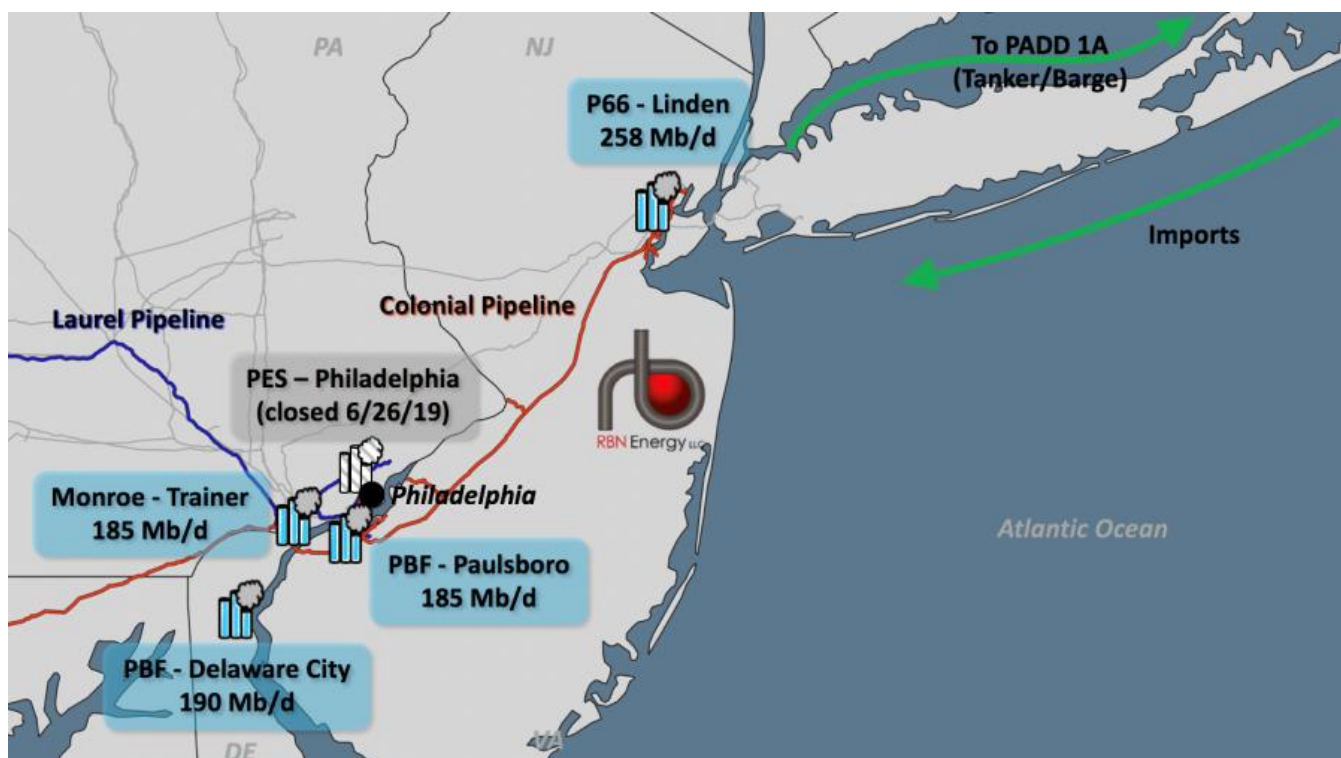 PA
NJ
To PADD 1A
(Tanker/Barge)
P66 - Linden
258 Mb/d
Imports
Colonial Pipeline
Laurel Pipeline
PES – Philadelphia
(closed 6/26/19)
RBN Energy LLC
Philadelphia
Monroe - Trainer
185 Mb/d
Atlantic Ocean
PBF - Paulsboro
185 Mb/d
PBF - Delaware City
190 Mb/d
DE
VA